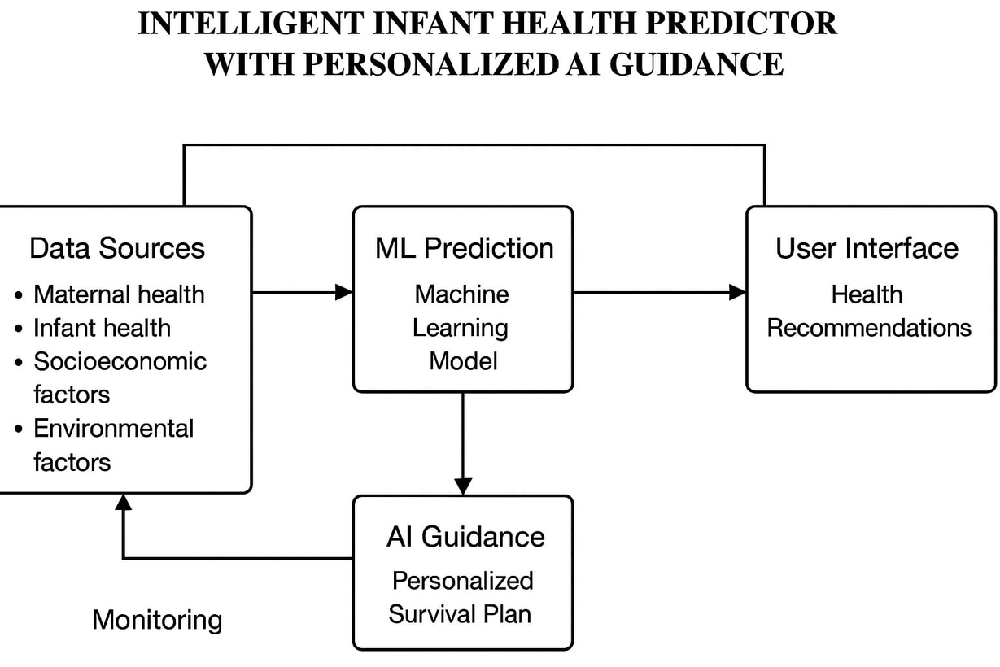 INTELLIGENT INFANT HEALTH PREDICTOR
WITH PERSONALIZED AI GUIDANCE
Data Sources
• Maternal health
• Infant health
• Socioeconomic
factors
• Environmental
factors
ML Prediction
Machine
Learning
Model
User Interface
Health
Recommendations
AI Guidance
Personalized
Survival Plan
Monitoring